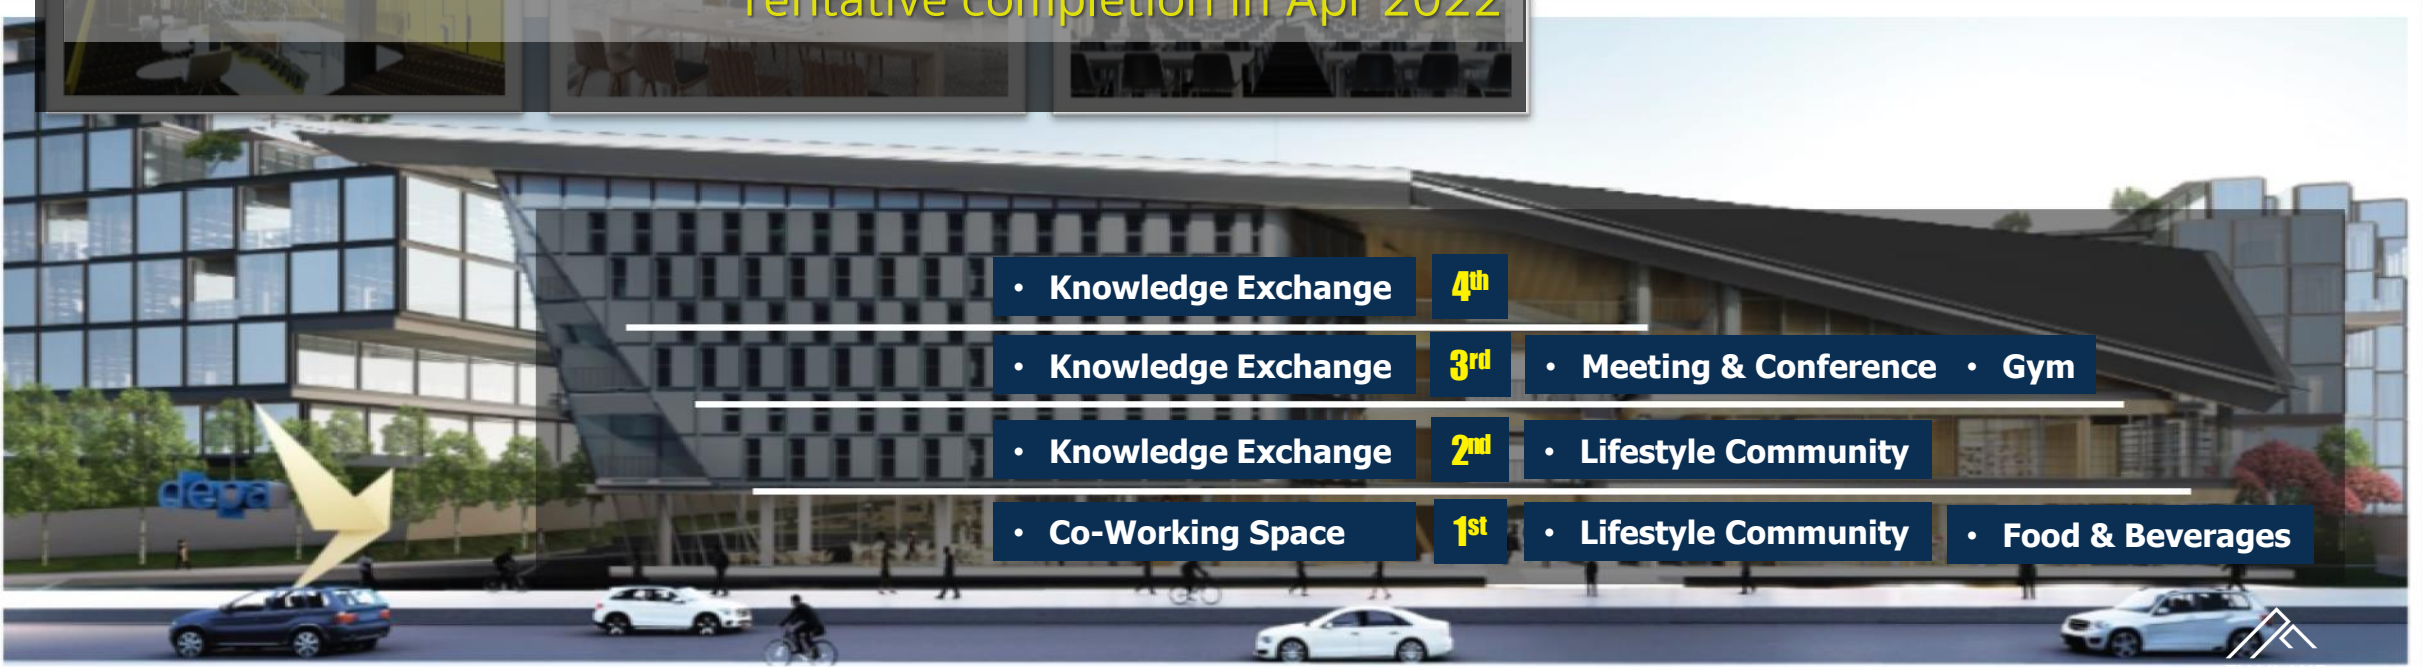 Tentative completion in Apr 2022
• Knowledge Exchange 4th
• Knowledge Exchange 3rd • Meeting & Conference • Gym
• Knowledge Exchange 2nd • Lifestyle Community
depa
• Co-Working Space 1st • Lifestyle Community • Food & Beverages